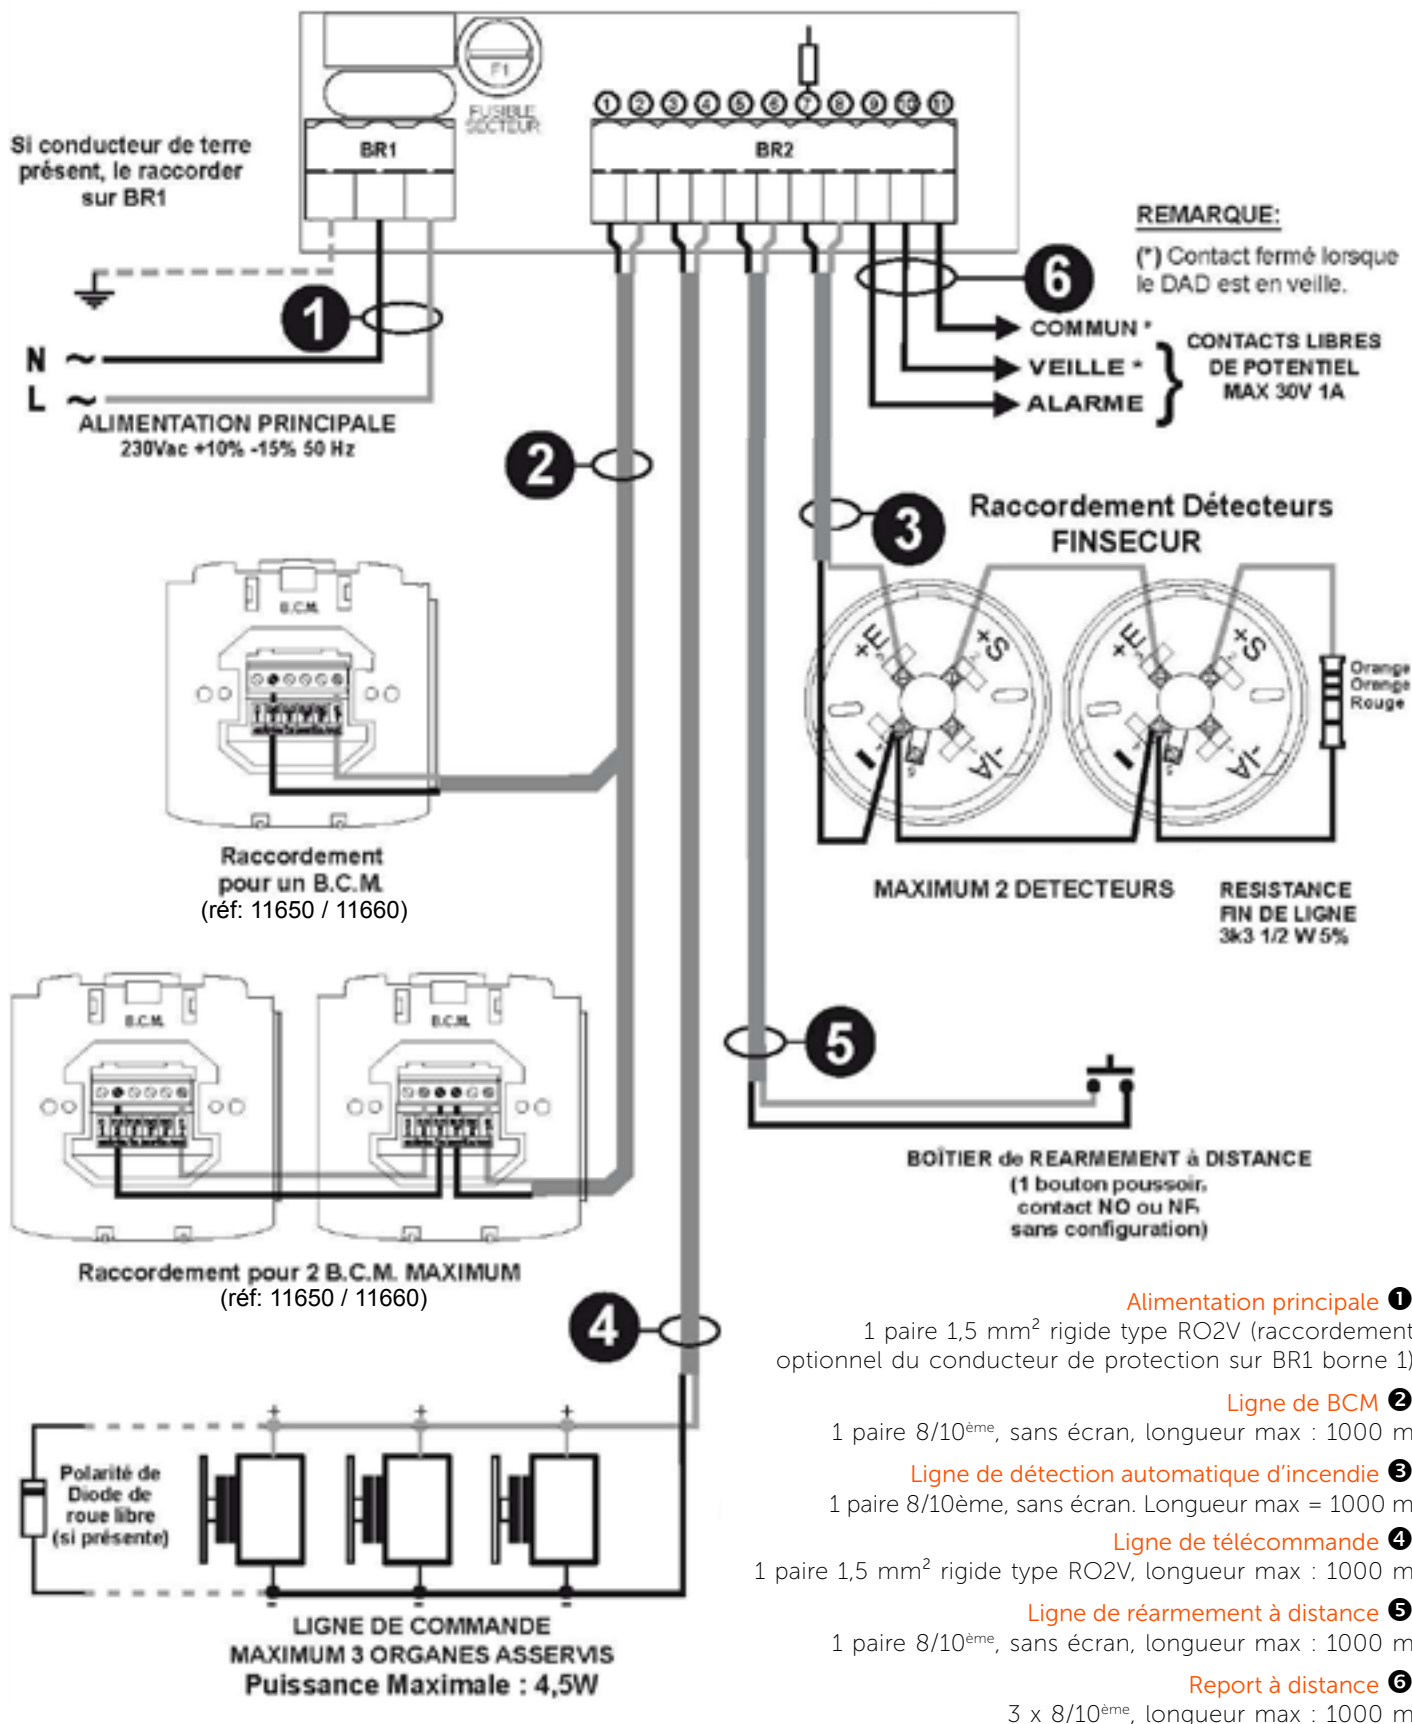 F1
FUSIBLE
SECTEUR
1 2 3 4 5 6 7 8 9 10 11
BR1
BR2
Si conducteur de terre
présent, le raccorder
sur BR1
REMARQUE:
(*) Contact fermé lorsque
le DAD est en veille.
1
6
N ~
L ~
ALIMENTATION PRINCIPALE
230Vac +10% -15% 50 Hz
COMMUN *
VEILLE *
ALARME
CONTACTS LIBRES
DE POTENTIEL
MAX 30V 1A
2
3
Raccordement Détecteurs
FINSECUR
B.C.M.
+E
+S
-IA
+E
+S
-IA
Orange
Orange
Rouge
Raccordement
pour un B.C.M.
(réf: 11650 / 11660)
MAXIMUM 2 DETECTEURS
RESISTANCE
FIN DE LIGNE
3k3 1/2 W 5%
B.C.M.
B.C.M.
5
BOÎTIER de REARMEMENT à DISTANCE
(1 bouton poussoir,
contact NO ou NF,
sans configuration)
Raccordement pour 2 B.C.M. MAXIMUM
(réf: 11650 / 11660)
4
+ + +
Polarité de
Diode de
roue libre
(si présente)
- - -
LIGNE DE COMMANDE
MAXIMUM 3 ORGANES ASSERVIS
Puissance Maximale : 4,5W
Alimentation principale ❶
1 paire 1,5 mm² rigide type RO2V (raccordement
optionnel du conducteur de protection sur BR1 borne 1)
Ligne de BCM ❷
1 paire 8/10ème, sans écran, longueur max : 1000 m
Ligne de détection automatique d'incendie ❸
1 paire 8/10ème, sans écran. Longueur max = 1000 m
Ligne de télécommande ❹
1 paire 1,5 mm² rigide type RO2V, longueur max : 1000 m
Ligne de réarmement à distance ❺
1 paire 8/10ème, sans écran, longueur max : 1000 m
Report à distance ❻
3 x 8/10ème, longueur max : 1000 m